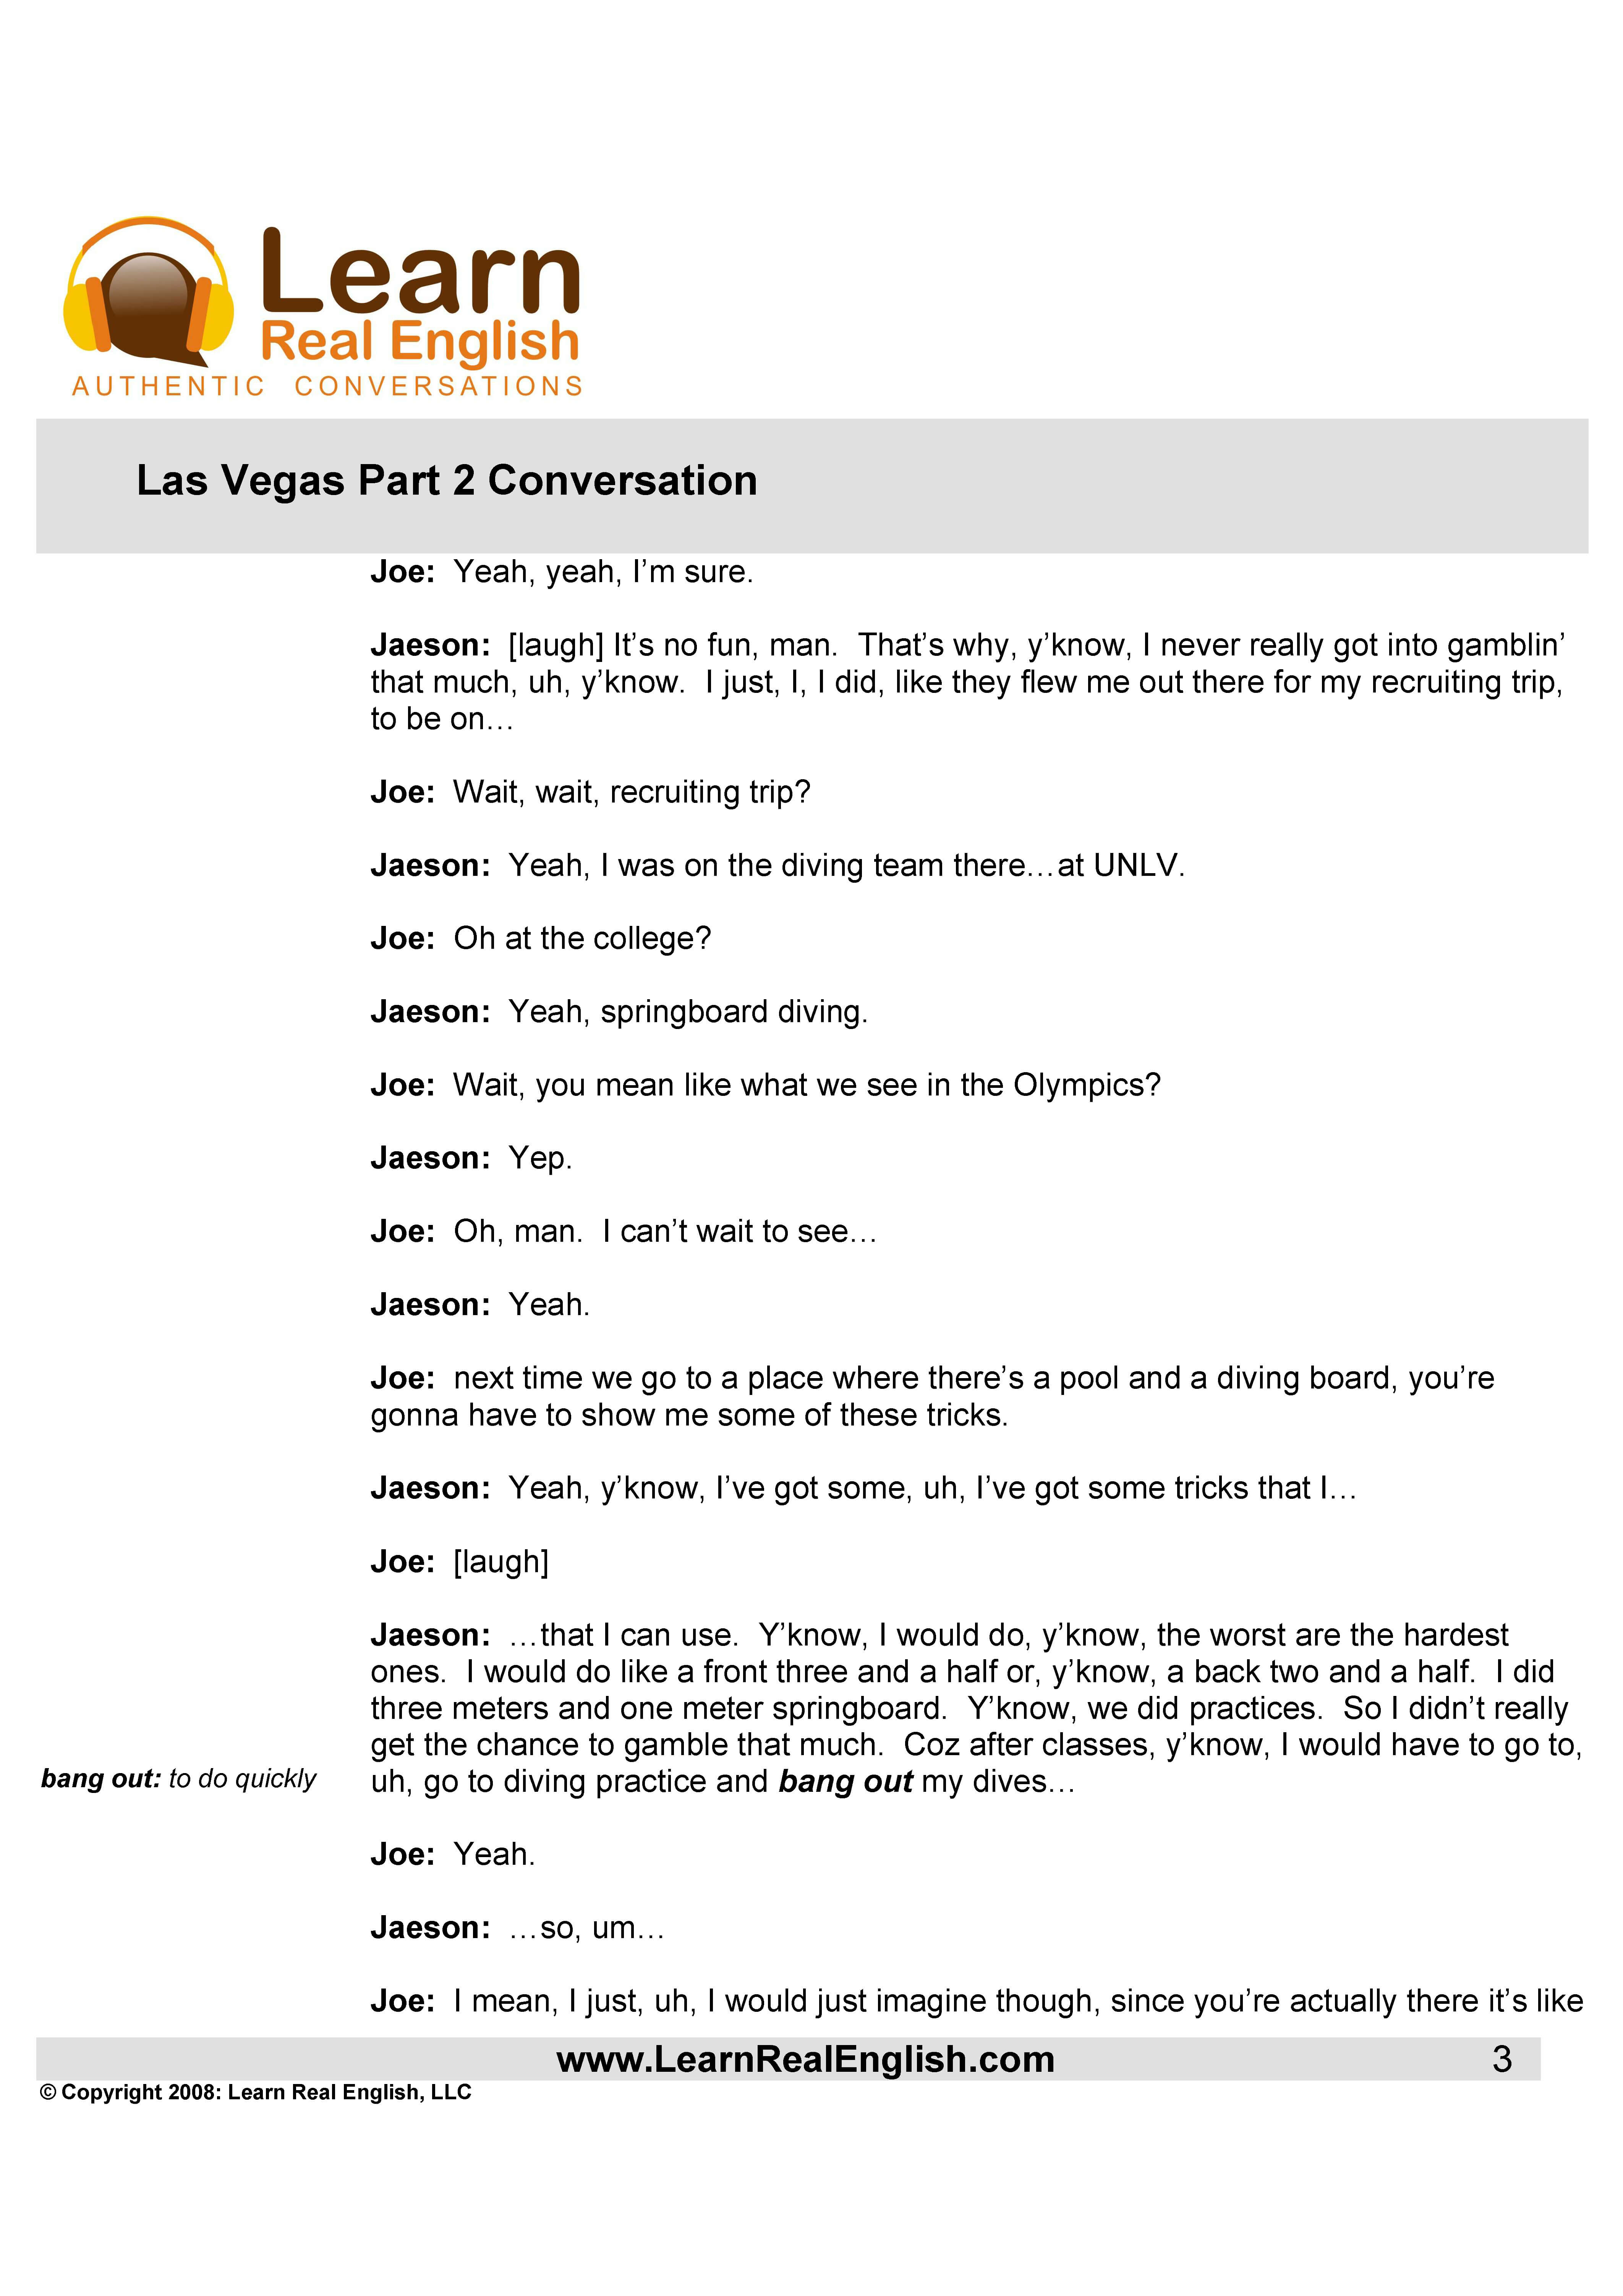 Learn
Real English
AUTHENTIC CONVERSATIONS
Las Vegas Part 2 Conversation
Joe: Yeah, yeah, I’m sure.
Jaeson: [laugh] It’s no fun, man. That’s why, y’know, I never really got into gamblin’
that much, uh, y’know. I just, I, I did, like they flew me out there for my recruiting trip,
to be on…
Joe: Wait, wait, recruiting trip?
Jaeson: Yeah, I was on the diving team there…at UNLV.
Joe: Oh at the college?
Jaeson: Yeah, springboard diving.
Joe: Wait, you mean like what we see in the Olympics?
Jaeson: Yep.
Joe: Oh, man. I can’t wait to see…
Jaeson: Yeah.
Joe: next time we go to a place where there’s a pool and a diving board, you’re
gonna have to show me some of these tricks.
Jaeson: Yeah, y’know, I’ve got some, uh, I’ve got some tricks that I…
Joe: [laugh]
Jaeson: …that I can use. Y’know, I would do, y’know, the worst are the hardest
ones. I would do like a front three and a half or, y’know, a back two and a half. I did
three meters and one meter springboard. Y’know, we did practices. So I didn’t really
get the chance to gamble that much. Coz after classes, y’know, I would have to go to,
bang out: to do quickly
uh, go to diving practice and bang out my dives…
Joe: Yeah.
Jaeson: …so, um…
Joe: I mean, I just, uh, I would just imagine though, since you’re actually there it’s like
www.LearnRealEnglish.com 3
© Copyright 2008: Learn Real English, LLC